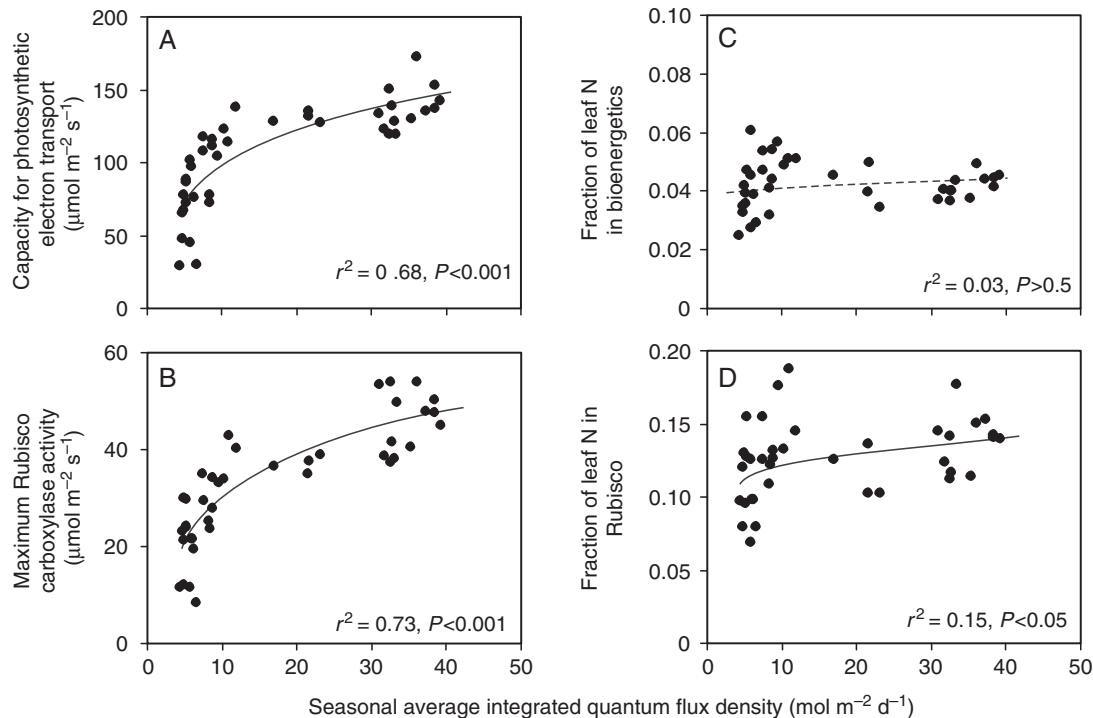 A
Capacity for photosynthetic
electron transport
(μmol m−2 s−1)
200
150
100
50
0
r2 = 0 .68, P<0.001
C
Fraction of leaf N
in bioenergetics
0.10
0.08
0.06
0.04
0.02
0.00
r2 = 0.03, P>0.5
B
Maximum Rubisco
carboxylase activity
(μmol m−2 s−1)
60
40
20
0
r2 = 0.73, P<0.001
0 10 20 30 40 50
D
Fraction of leaf N in
Rubisco
0.20
0.15
0.10
0.05
0.00
r2 = 0.15, P<0.05
0 10 20 30 40 50
Seasonal average integrated quantum flux density (mol m−2 d−1)